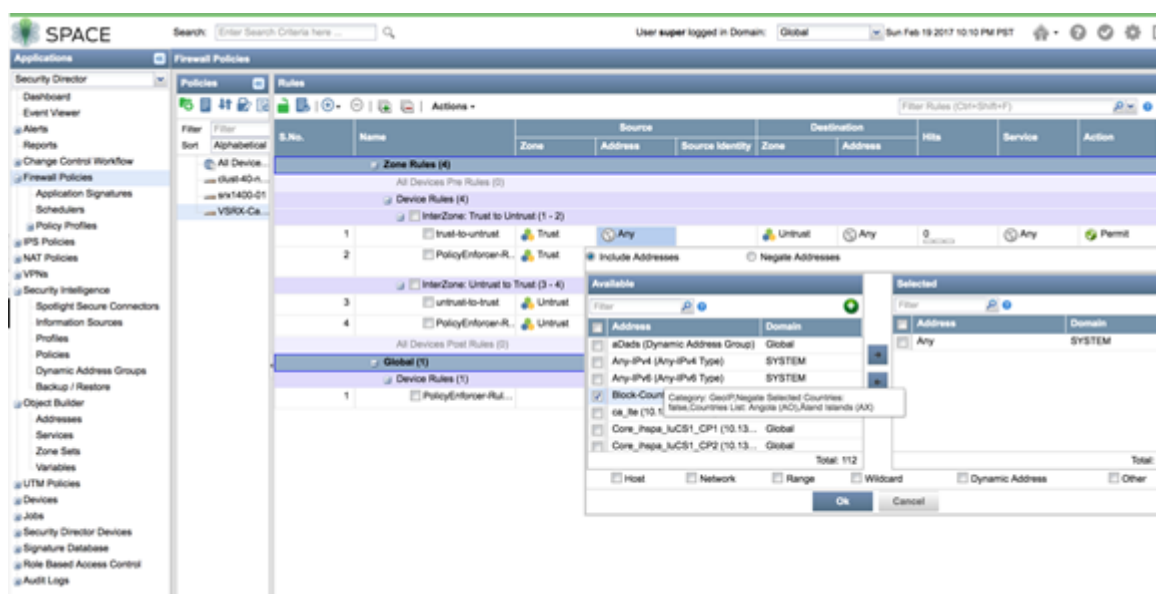 SPACE
Search: Enter Search Criteria here ...
User super logged in Domain: Global
Sun Feb 19 2017 10:10 PM PST
Applications
Firewall Policies
Security Director
Dashboard
Event Viewer
Alerts
Reports
Change Control Workflow
Firewall Policies
Application Signatures
Schedulers
Policy Profiles
IPS Policies
NAT Policies
VPNs
Security Intelligence
Spotlight Secure Connectors
Information Sources
Profiles
Policies
Dynamic Address Groups
Backup / Restore
Object Builder
Addresses
Services
Zone Sets
Variables
UTM Policies
Devices
Jobs
Security Director Devices
Signature Database
Role Based Access Control
Audit Logs
Policies
Filter Filter
Sort Alphabetical
All Device...
clust-40-n...
srx1400-01
VSRX-Ca...
Rules
Actions
Filter Rules (Ctrl+Shift+F)
S.No. Name Source Destination Hits Service Action
Zone Address Source Identity Zone Address
Zone Rules (4)
All Devices Pre Rules (0)
Device Rules (4)
InterZone: Trust to Untrust (1 - 2)
1 trust-to-untrust Trust Any Untrust Any 0 Any Permit
2 PolicyEnforcer-R... Trust
InterZone: Untrust to Trust (3 - 4)
3 untrust-to-trust Untrust
4 PolicyEnforcer-R... Untrust
All Devices Post Rules (0)
Global (1)
Device Rules (1)
1 PolicyEnforcer-Rul...
Include Addresses Negate Addresses
Available
Filter
Address Domain
aDads (Dynamic Address Group) Global
Any-IPv4 (Any-IPv4 Type) SYSTEM
Any-IPv6 (Any-IPv6 Type) SYSTEM
Block-Coun
Category: GeoIP,Negate Selected Countries:
false,Countries List: Angola (AO),Åland Islands (AX)
ca_lte (10.1
Core_ihspa_luCS1_CP1 (10.13... Global
Core_ihspa_luCS1_CP2 (10.13... Global
Total: 112
Selected
Filter
Address Domain
Any SYSTEM
Total:
Host Network Range Wildcard Dynamic Address Other
Ok Cancel